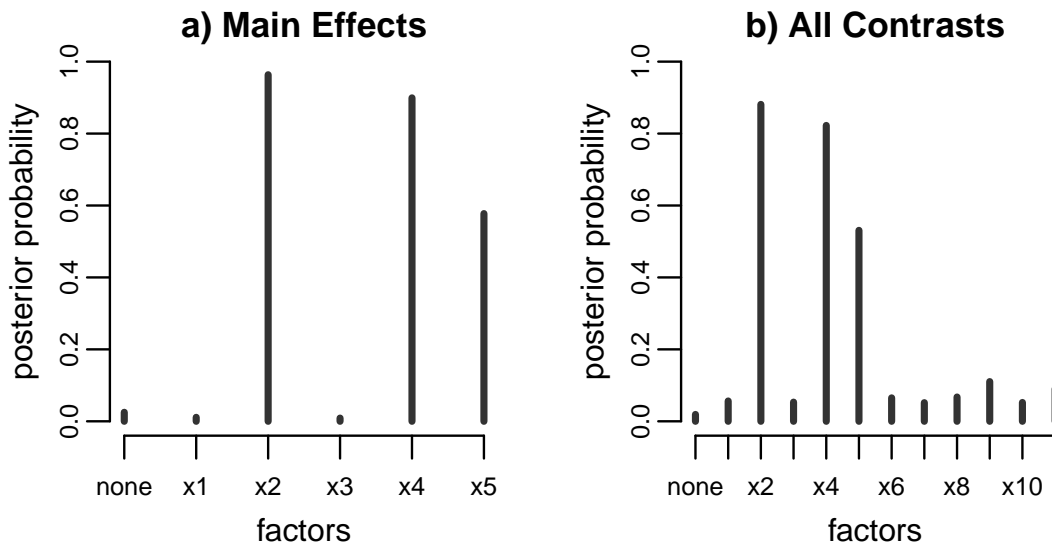 a) Main Effects
posterior probability
0.0 0.2 0.4 0.6 0.8 1.0
none x1 x2 x3 x4 x5
factors
b) All Contrasts
posterior probability
0.0 0.2 0.4 0.6 0.8 1.0
none x2 x4 x6 x8 x10
factors